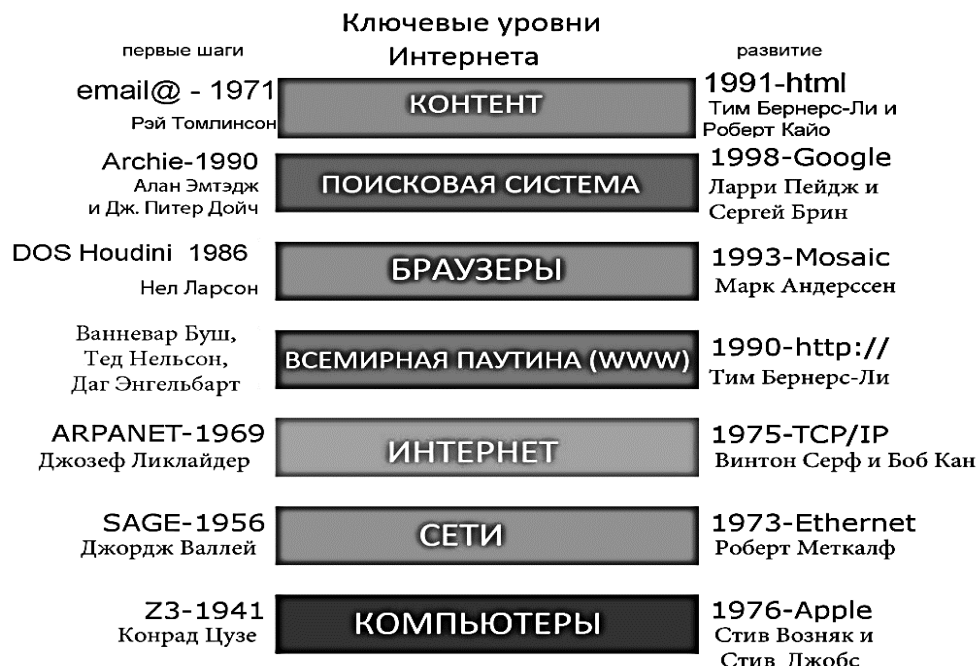 Ключевые уровни
Интернета
первые шаги
развитие
email@ - 1971
Рэй Томлинсон
КОНТЕНТ
1991-html
Тим Бернерс-Ли и
Роберт Кайо
Archie-1990
Алан Эмтэдж
и Дж. Питер Дойч
ПОИСКОВАЯ СИСТЕМА
1998-Google
Ларри Пейдж и
Сергей Брин
DOS Houdini 1986
Нел Ларсон
БРАУЗЕРЫ
1993-Mosaic
Марк Андерссен
Ванневар Буш,
Тед Нельсон,
Даг Энгельбарт
ВСЕМИРНАЯ ПАУТИНА (WWW)
1990-http://
Тим Бернерс-Ли
ARPANET-1969
Джозеф Ликлайдер
ИНТЕРНЕТ
1975-TCP/IP
Винтон Серф и Боб Кан
SAGE-1956
Джордж Валлей
СЕТИ
1973-Ethernet
Роберт Меткалф
Z3-1941
Конрад Цузе
КОМПЬЮТЕРЫ
1976-Apple
Стив Возняк и
Стив Джобс